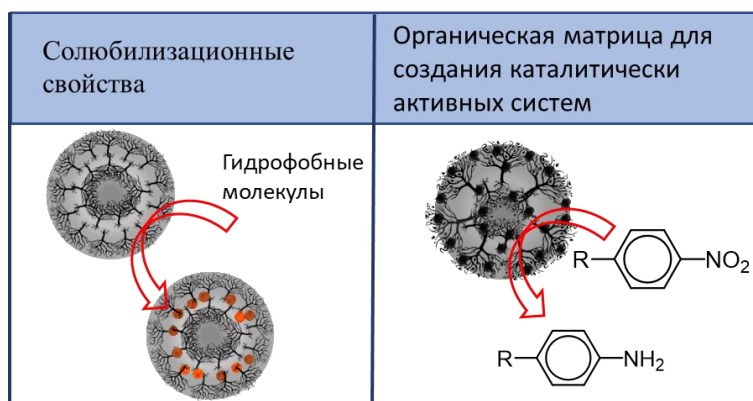 Солюбилизационные
свойства
Органическая матрица для
создания каталитически
активных систем
Гидрофобные
молекулы
R
NO₂
R
NH₂